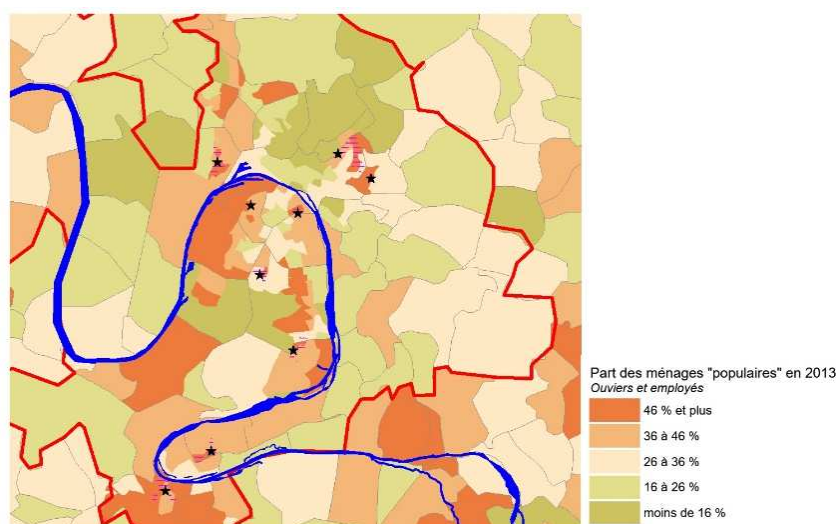 Part des ménages "populaires" en 2013
Ouviers et employés
46 % et plus
36 à 46 %
26 à 36 %
16 à 26 %
moins de 16 %